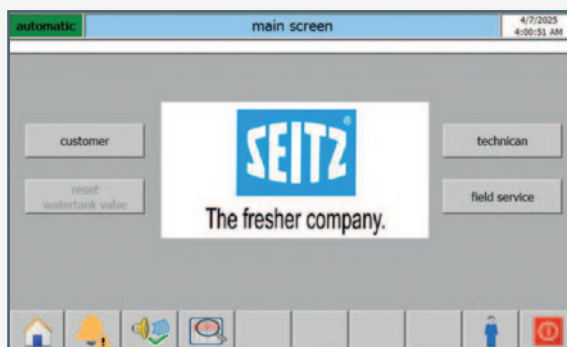 automatic
main screen
4/7/2025
4:00:51 AM
customer
SEITZ®
technican
reset
watertank valve
field service
The fresher company.